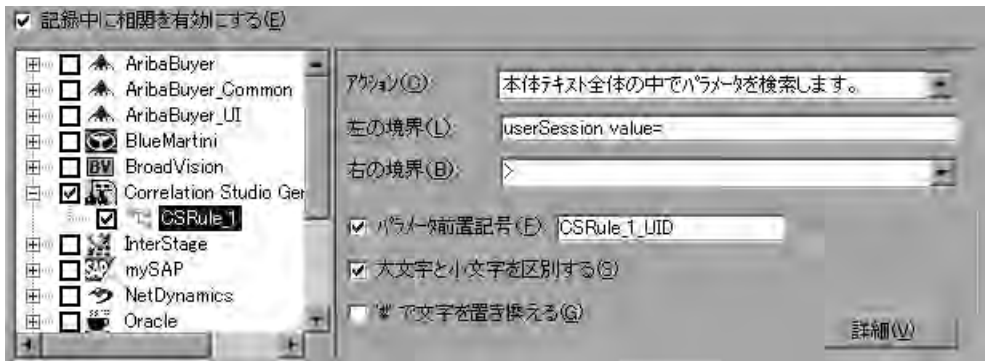 記録中に相関を有効にする(E)
AribaBuyer
AribaBuyer_Common
AribaBuyer_UI
BlueMartini
BV BroadVision
Correlation Studio Ger
CSRule_1
InterStage
mySAP
NetDynamics
Oracle
アクション(C): 本体テキスト全体の中でパラメータを検索します。
左の境界(L): userSession value=
右の境界(B): >
パラメータ前置記号(F) CSRule_1_UID
大文字と小文字を区別する(S)
'#' で文字を置き換える(G)
詳細(V)